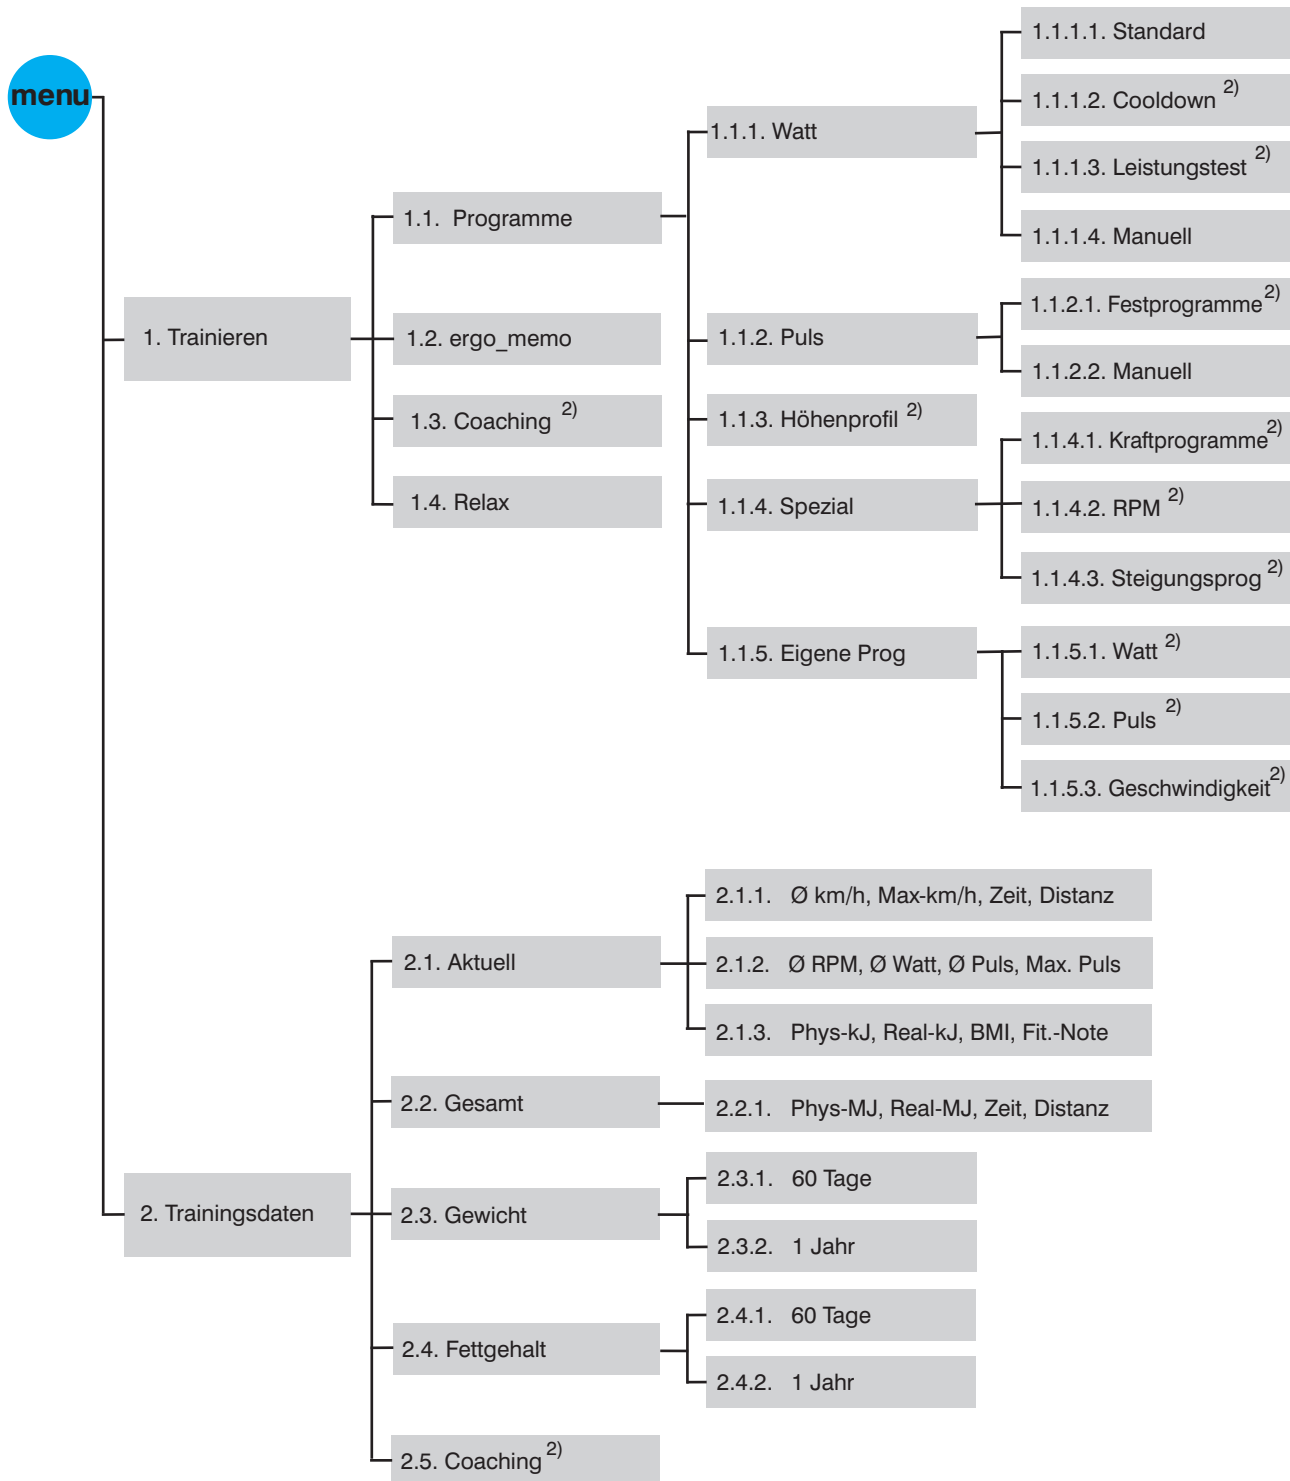 menu
1. Trainieren
1.1. Programme
1.1.1. Watt
1.1.1.1. Standard
1.1.1.2. Cooldown 2)
1.1.1.3. Leistungstest 2)
1.1.1.4. Manuell
1.1.2. Puls
1.1.2.1. Festprogramme 2)
1.1.2.2. Manuell
1.1.3. Höhenprofil 2)
1.1.4. Spezial
1.1.4.1. Kraftprogramme 2)
1.1.4.2. RPM 2)
1.1.4.3. Steigungsprog 2)
1.1.5. Eigene Prog
1.1.5.1. Watt 2)
1.1.5.2. Puls 2)
1.1.5.3. Geschwindigkeit 2)
1.2. ergo_memo
1.3. Coaching 2)
1.4. Relax
2. Trainingsdaten
2.1. Aktuell
2.1.1. Ø km/h, Max-km/h, Zeit, Distanz
2.1.2. Ø RPM, Ø Watt, Ø Puls, Max. Puls
2.1.3. Phys-kJ, Real-kJ, BMI, Fit.-Note
2.2. Gesamt
2.2.1. Phys-MJ, Real-MJ, Zeit, Distanz
2.3. Gewicht
2.3.1. 60 Tage
2.3.2. 1 Jahr
2.4. Fettgehalt
2.4.1. 60 Tage
2.4.2. 1 Jahr
2.5. Coaching 2)